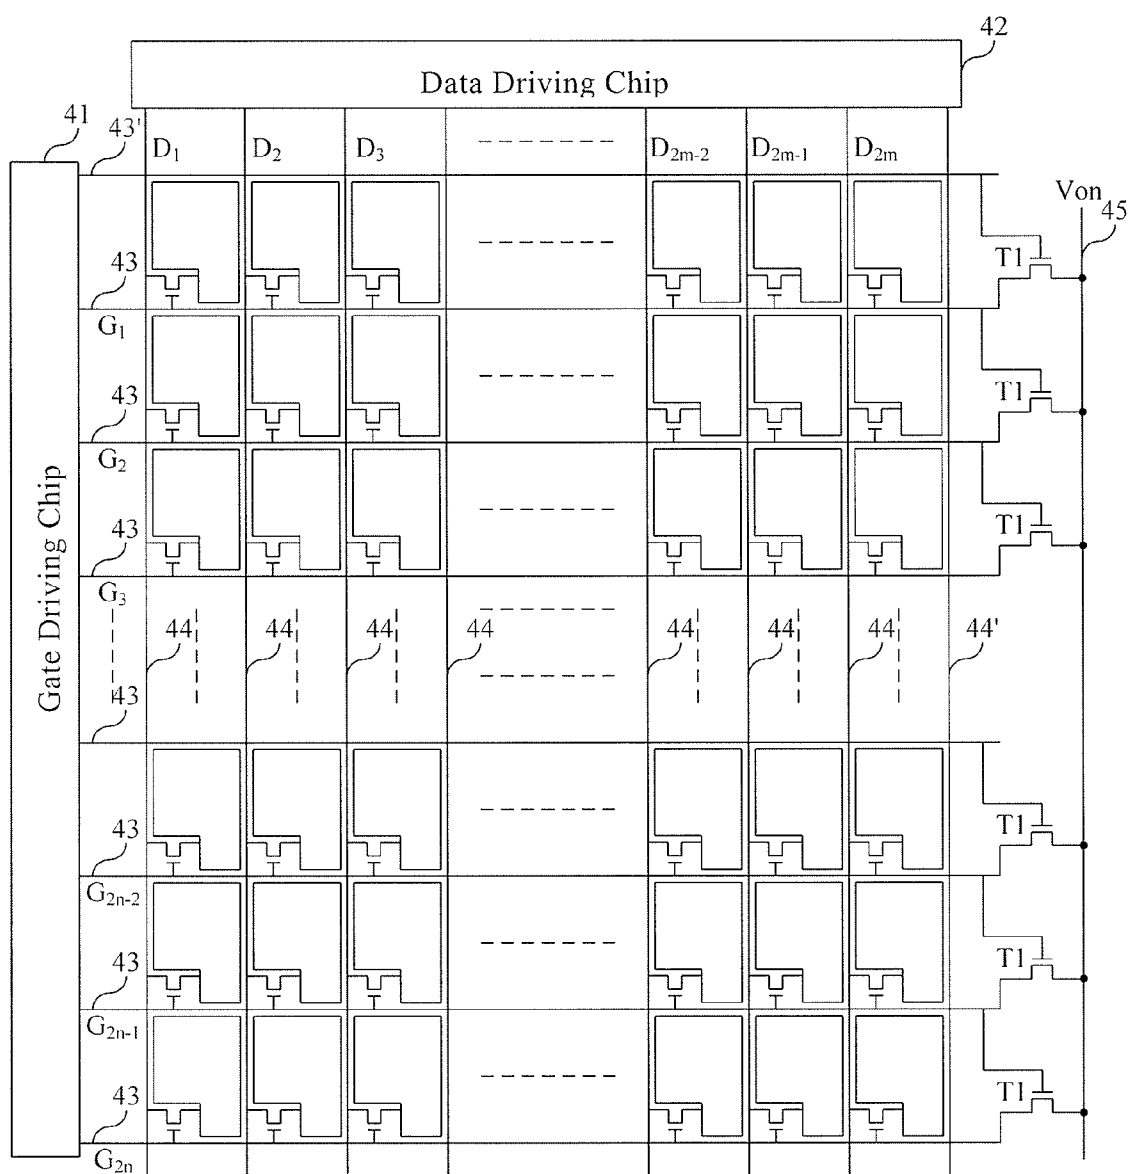 42
Data Driving Chip
41
43'
D1 D2 D3 D2m-2 D2m-1 D2m
Von
45
43
T1
G1
43
T1
G2
43
T1
G3
44 44 44 44 44 44 44 44'
Gate Driving Chip
43
43
T1
G2n-2
43
T1
G2n-1
43
T1
G2n